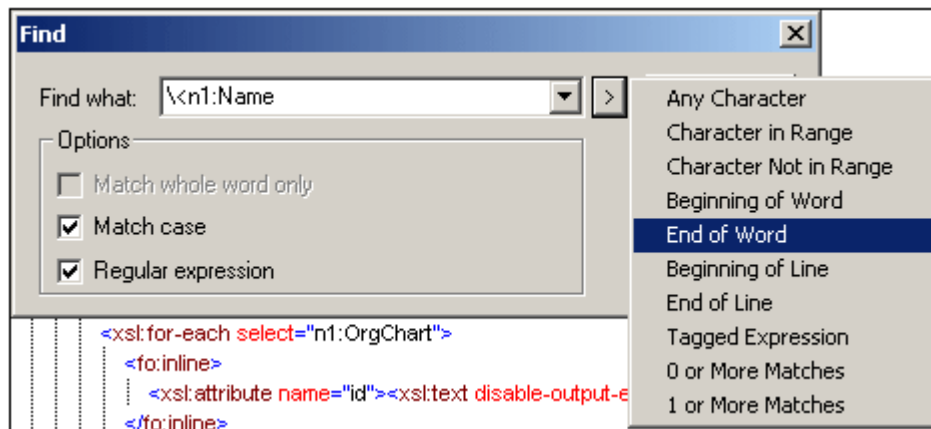 Find
Find what: \<n1:Name >
Options
Match whole word only
Match case
Regular expression
Any Character
Character in Range
Character Not in Range
Beginning of Word
End of Word
Beginning of Line
End of Line
Tagged Expression
0 or More Matches
1 or More Matches
<xsl:for-each select="n1:OrgChart">
<fo:inline>
<xsl:attribute name="id"><xsl:text disable-output-e
</fo:inline>